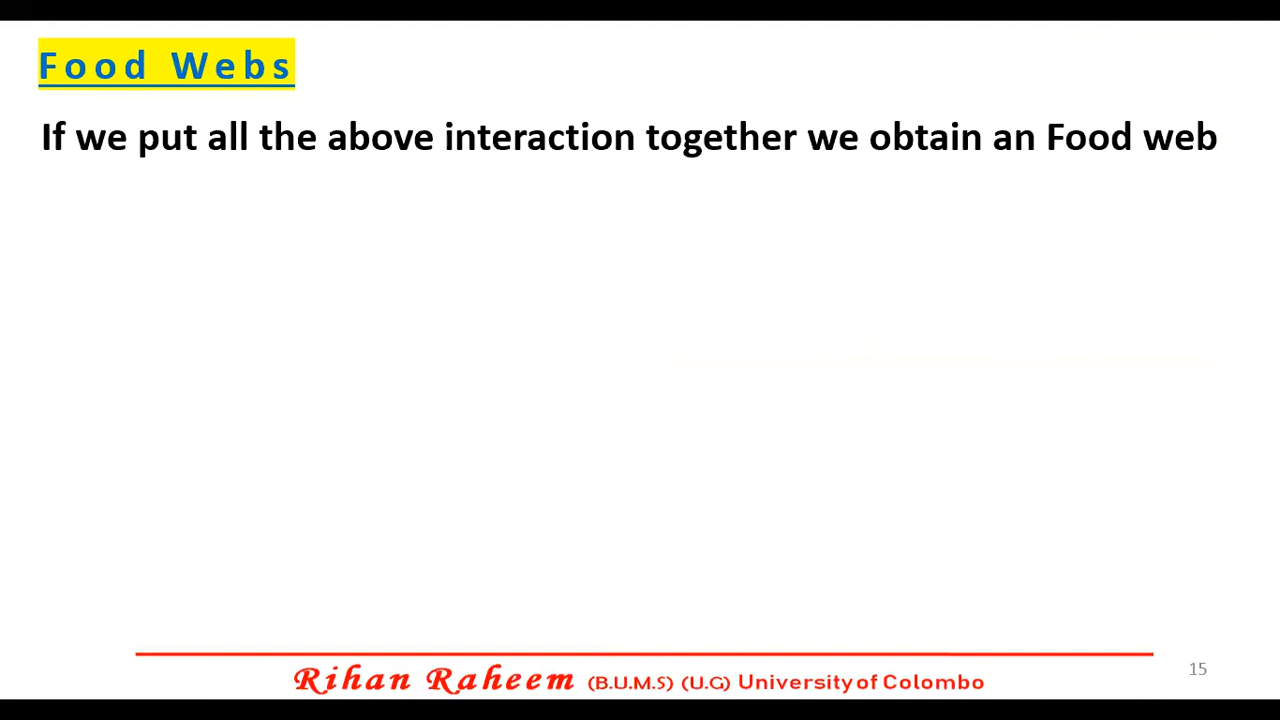 Food Webs
If we put all the above interaction together we obtain an Food web
Rihan Raheem (B.U.M.S) (U.G) University of Colombo
15